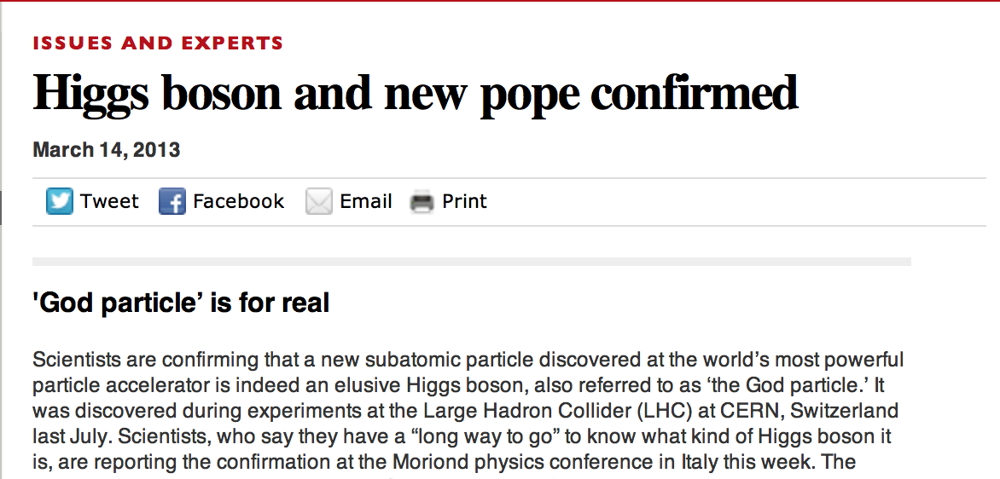 ISSUES AND EXPERTS
Higgs boson and new pope confirmed
March 14, 2013
Tweet Facebook Email Print
'God particle’ is for real
Scientists are confirming that a new subatomic particle discovered at the world’s most powerful
particle accelerator is indeed an elusive Higgs boson, also referred to as ‘the God particle.’ It
was discovered during experiments at the Large Hadron Collider (LHC) at CERN, Switzerland
last July. Scientists, who say they have a “long way to go” to know what kind of Higgs boson it
is, are reporting the confirmation at the Moriond physics conference in Italy this week. The